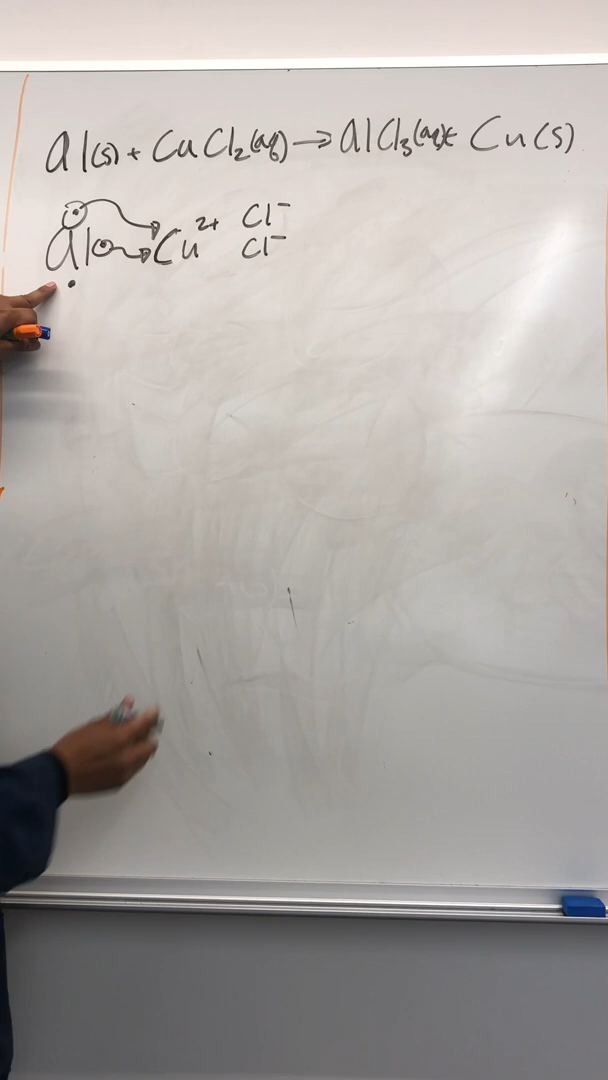 Al(s) + CuCl₂(aq) → AlCl₃(aq) + Cu(s)
Al Cu²⁺ Cl⁻
Cl⁻